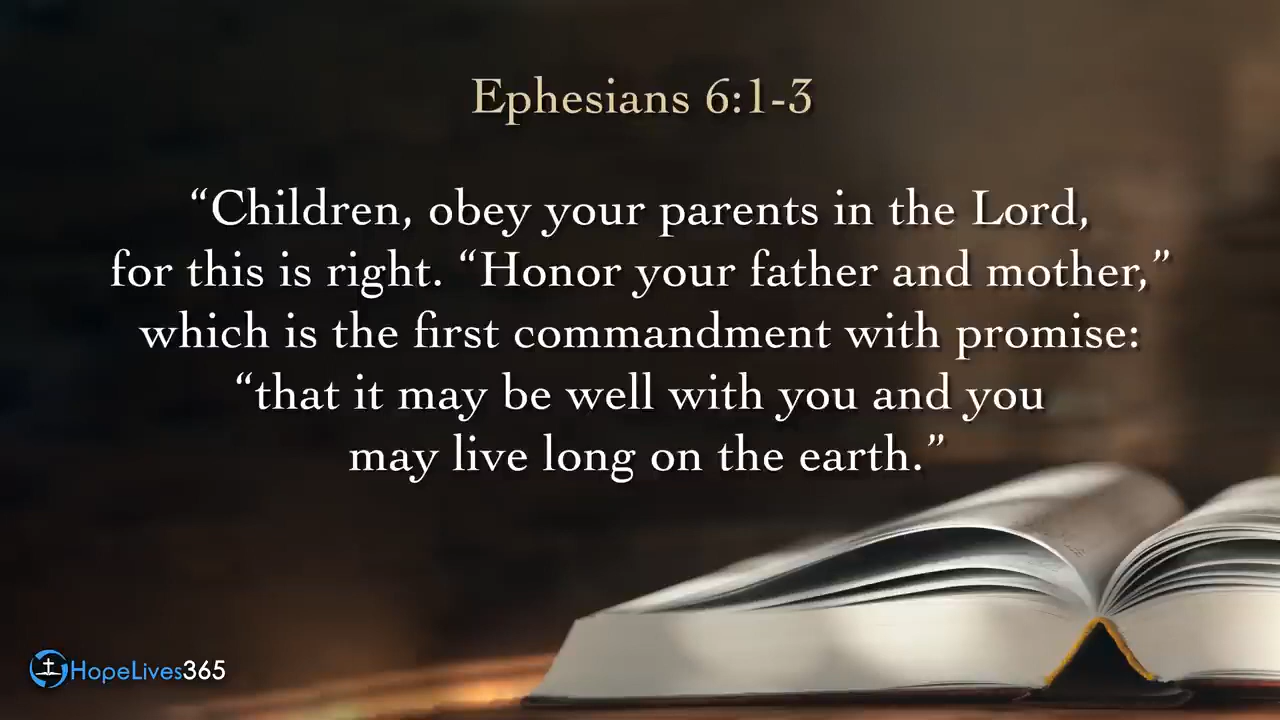 Ephesians 6:1-3
“Children, obey your parents in the Lord,
for this is right. “Honor your father and mother,”
which is the first commandment with promise:
“that it may be well with you and you
may live long on the earth.”
HopeLives365